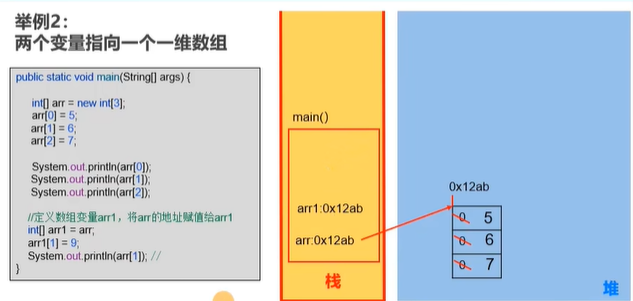 举例2：
两个变量指向一个一维数组
public static void main(String[] args) {
int[] arr = new int[3];
arr[0] = 5;
arr[1] = 6;
arr[2] = 7;
System.out.println(arr[0]);
System.out.println(arr[1]);
System.out.println(arr[2]);
//定义数组变量arr1，将arr的地址赋值给arr1
int[] arr1 = arr;
arr1[1] = 9;
System.out.println(arr[1]); //
}
main()
arr1:0x12ab
arr:0x12ab
栈
0x12ab
0 5
0 6
0 7
堆